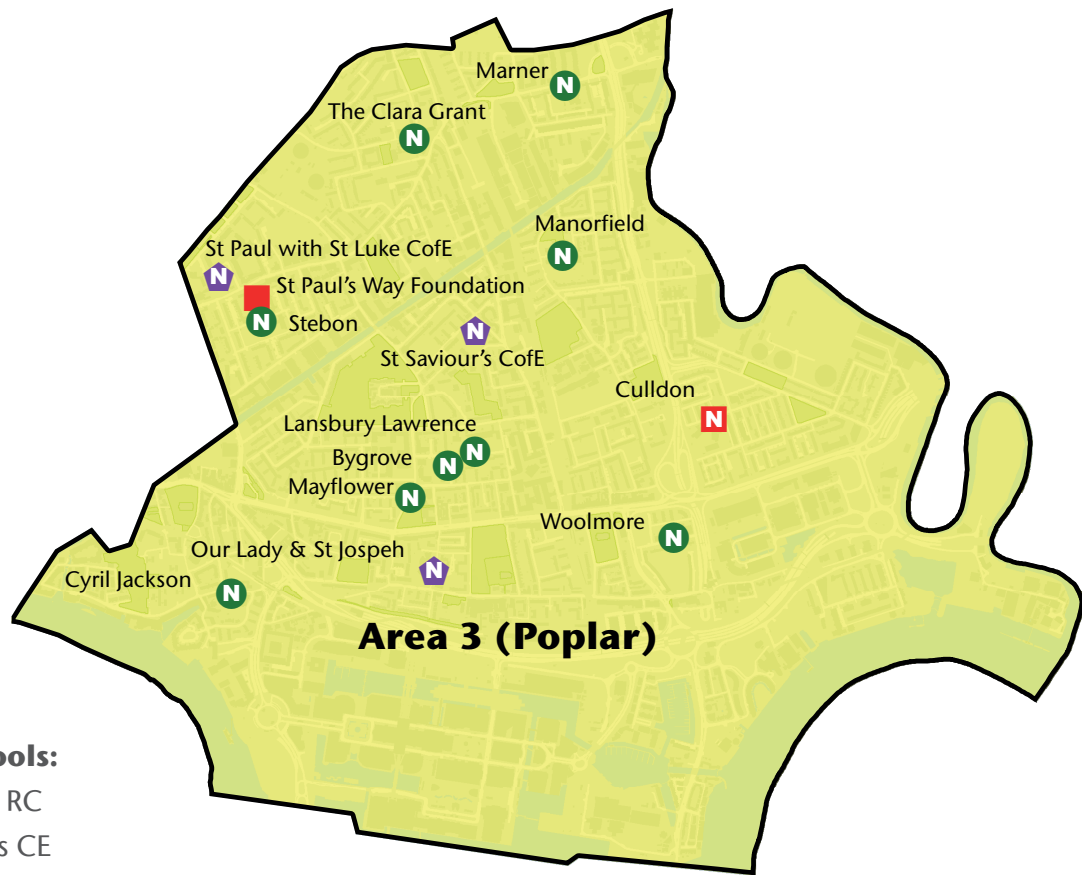 Marner
N
The Clara Grant
N
Manorfield
N
St Paul with St Luke CofE
N
St Paul's Way Foundation
N
Stebon
N
St Saviour's CofE
Culldon
N
Lansbury Lawrence
N
Bygrove
N
Mayflower
N
Woolmore
N
Our Lady & St Jospeh
N
Cyril Jackson
N
Area 3 (Poplar)
ools:
RC
s CE